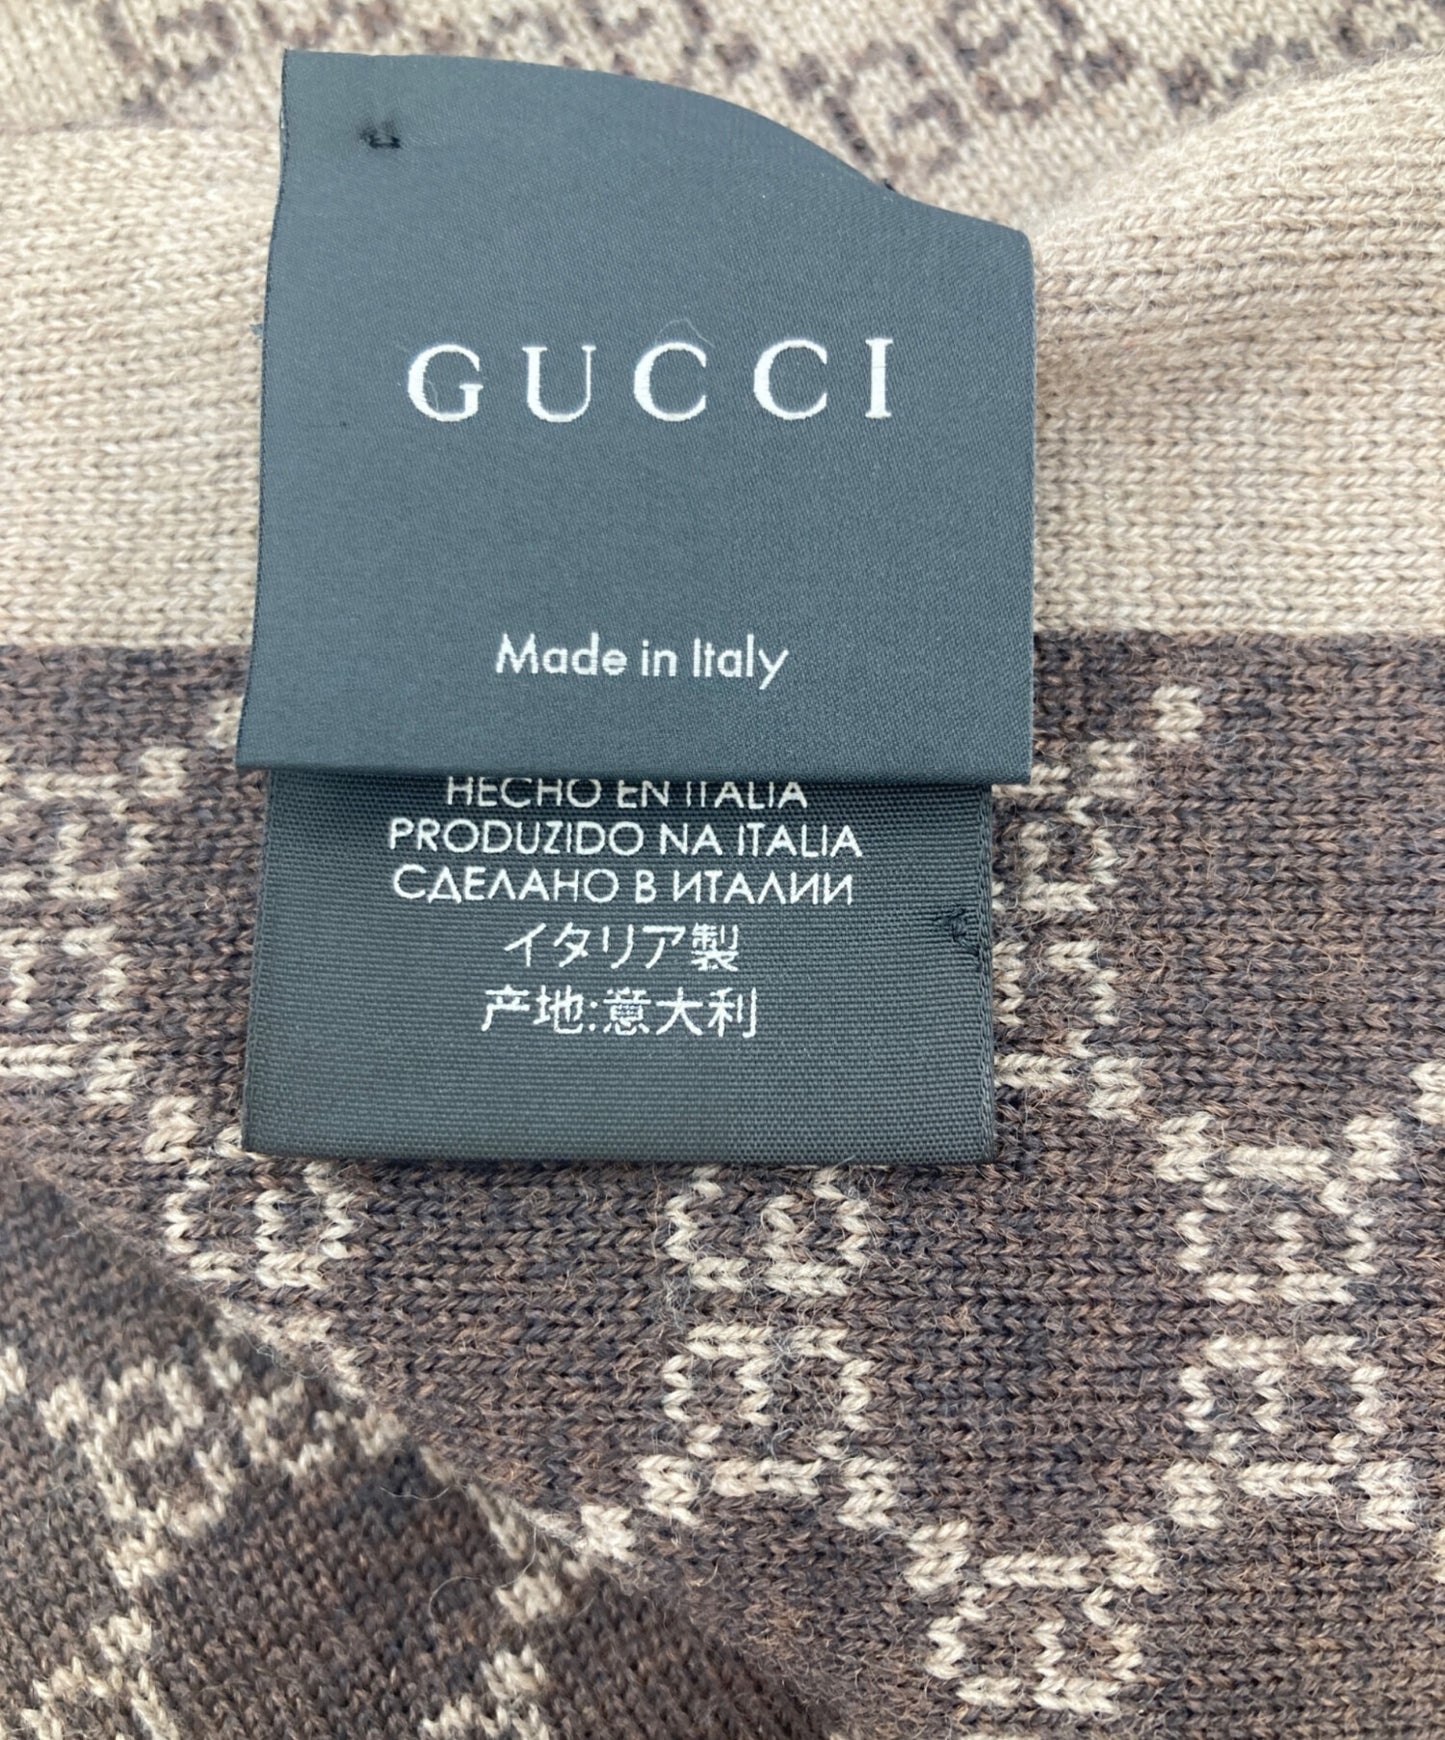 GUCCI
Made in Italy
HECHO EN ITALIA
PRODUZIDO NA ITALIA
СДЕЛАНО В ИТАЛИИ
イタリア製
产地:意大利